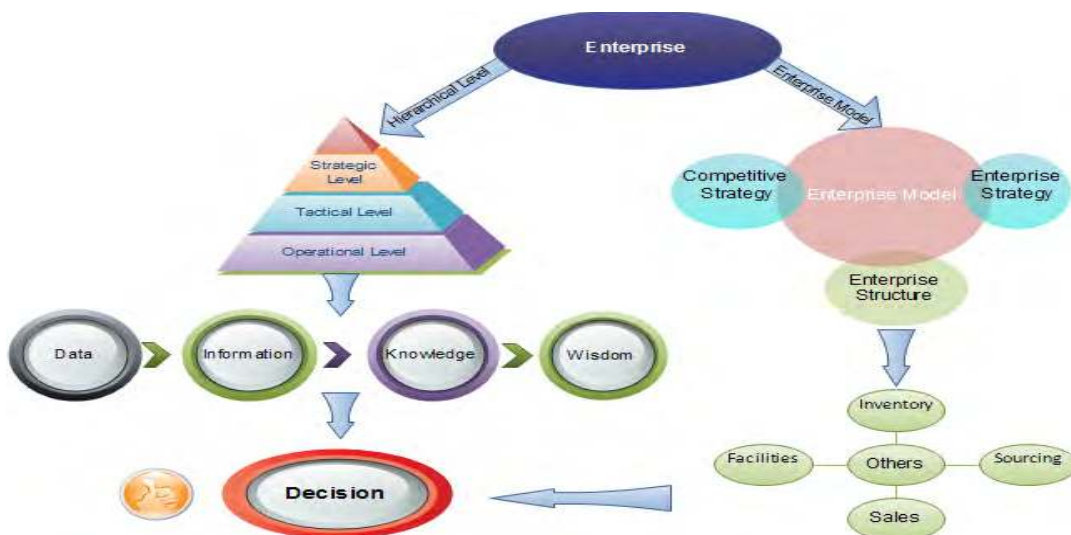 Enterprise
Hierarchical Level
Enterprise Model
Strategic
Level
Tactical Level
Operational Level
Competitive
Strategy
Enterprise Model
Enterprise
Strategy
Enterprise
Structure
Data
Information
Knowledge
Wisdom
Inventory
Facilities
Others
Sourcing
Sales
Decision